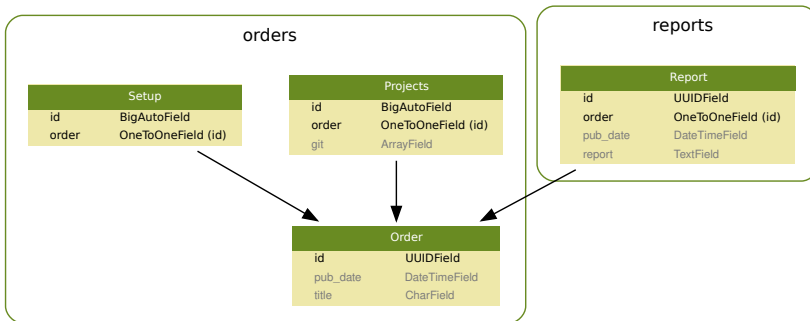 orders
reports
Setup
id BigAutoField
order OneToOneField (id)
Projects
id BigAutoField
order OneToOneField (id)
git ArrayField
Report
id UUIDField
order OneToOneField (id)
pub_date DateTimeField
report TextField
Order
id UUIDField
pub_date DateTimeField
title CharField